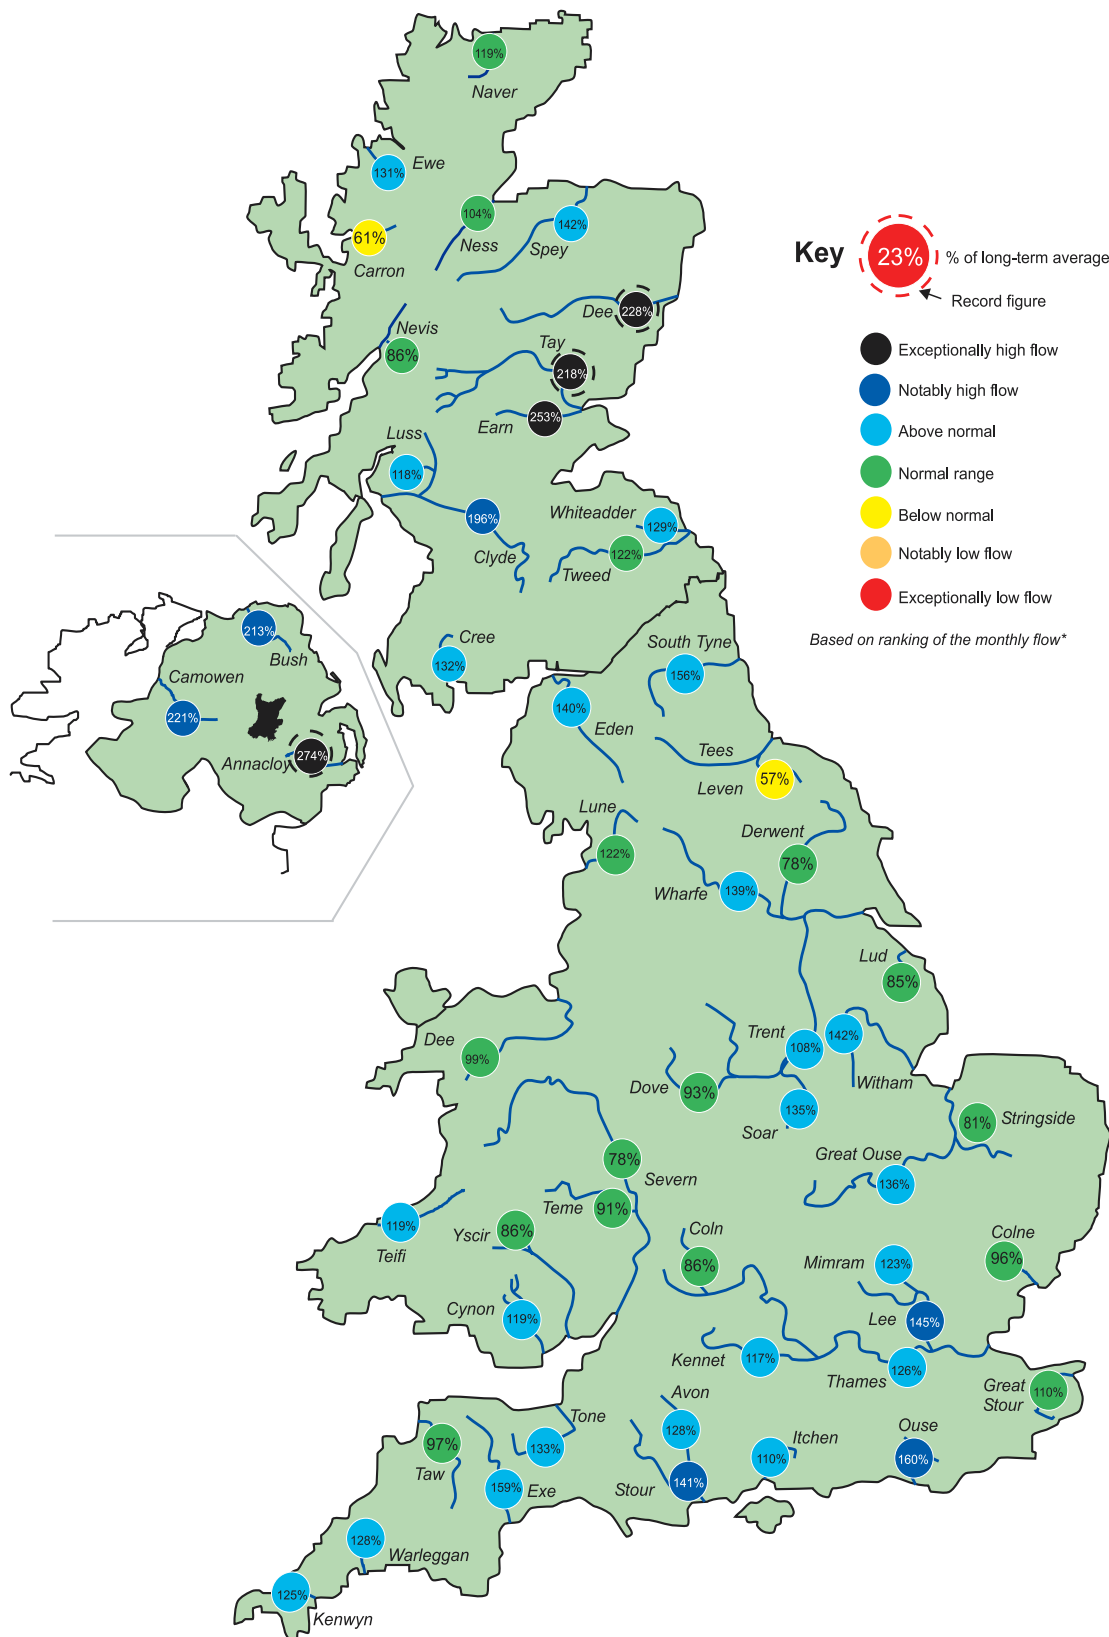 119%
Naver
Ewe
131%
104%
Ness
142%
Spey
61%
Carron
Key
23%
% of long-term average
Record figure
Exceptionally high flow
Notably high flow
Above normal
Normal range
Below normal
Notably low flow
Exceptionally low flow
Based on ranking of the monthly flow*
Dee
228%
Nevis
86%
Tay
218%
Earn
253%
Luss
118%
196%
Clyde
Whiteadder
129%
122%
Tweed
Cree
132%
213%
Bush
Camowen
221%
Annacloy
274%
South Tyne
156%
140%
Eden
Tees
57%
Leven
Lune
122%
Derwent
78%
Wharfe
139%
Lud
85%
Dee
99%
Trent
108%
142%
Witham
Dove
93%
135%
Soar
81%
Stringside
Great Ouse
136%
78%
Severn
Teme
91%
119%
Teifi
Yscir
86%
Coln
86%
Mimram
123%
Colne
96%
Cynon
119%
Lee
145%
Kennet
117%
Thames
126%
Great
Stour
110%
Avon
128%
Tone
133%
97%
Taw
159%
Exe
Stour
141%
Itchen
110%
Ouse
160%
128%
Warleggan
125%
Kenwyn